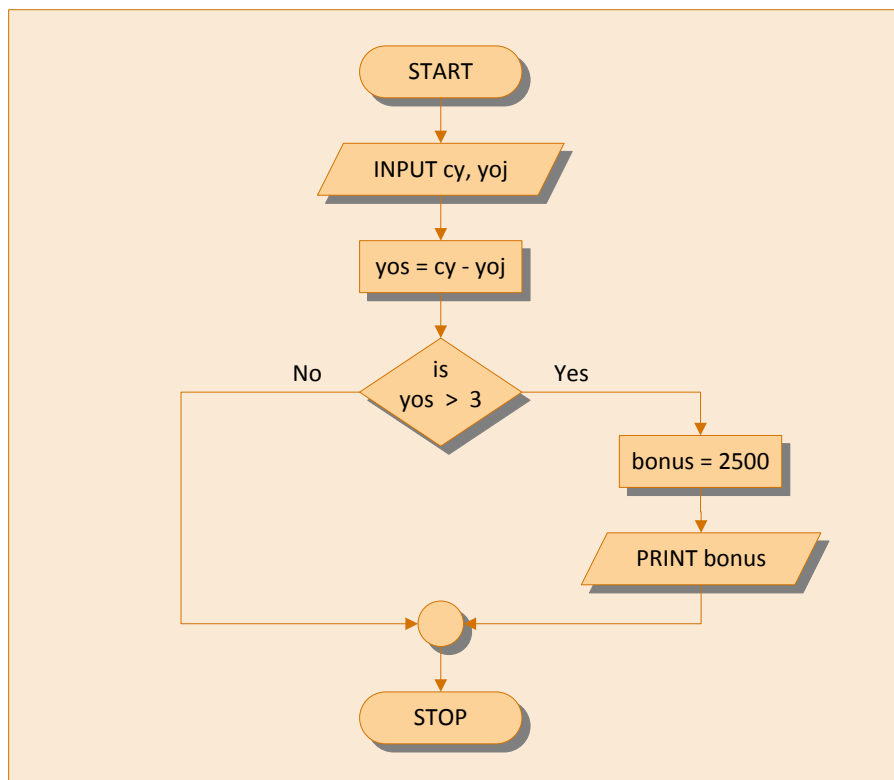 START
INPUT cy, yoj
yos = cy - yoj
is
yos > 3
No
Yes
bonus = 2500
PRINT bonus
STOP